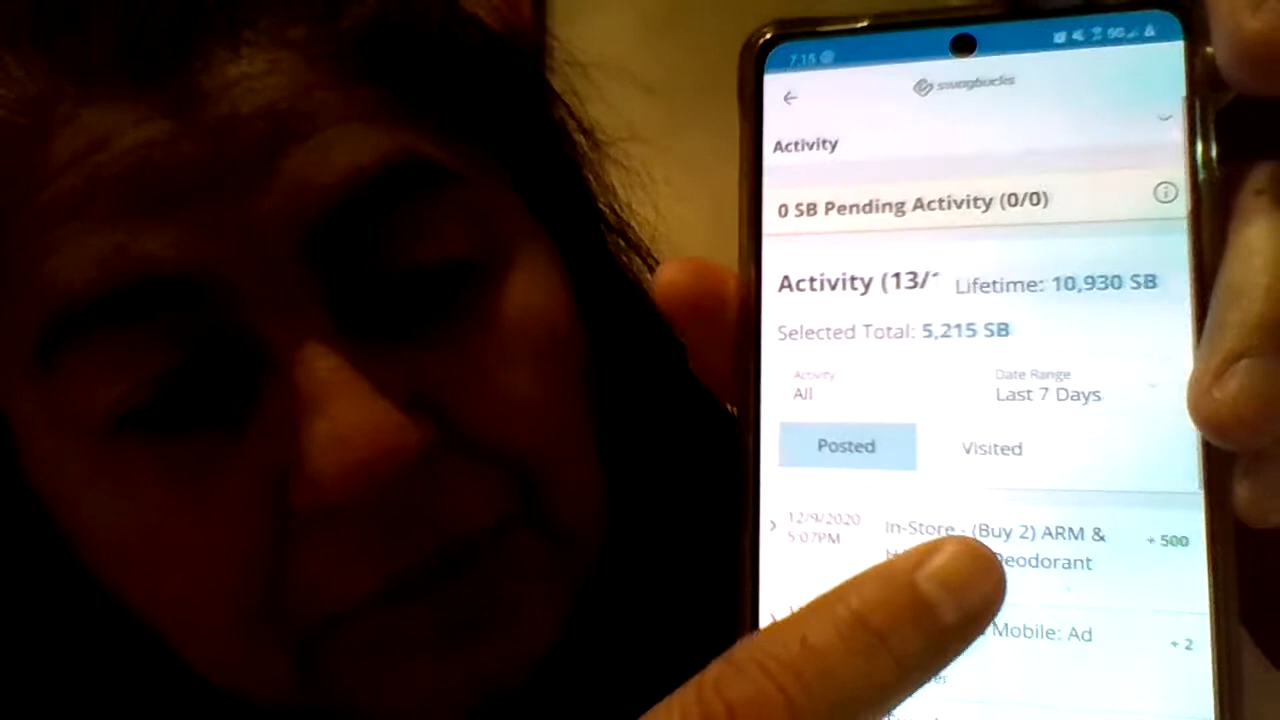 7:15
5G
swagbucks
Activity
0 SB Pending Activity (0/0)
Activity (13/
Lifetime: 10,930 SB
Selected Total: 5,215 SB
Activity
All
Date Range
Last 7 Days
Posted
Visited
12/9/2020
5:07PM
In-Store - (Buy 2) ARM &
Deodorant
+ 500
Mobile: Ad
+ 2